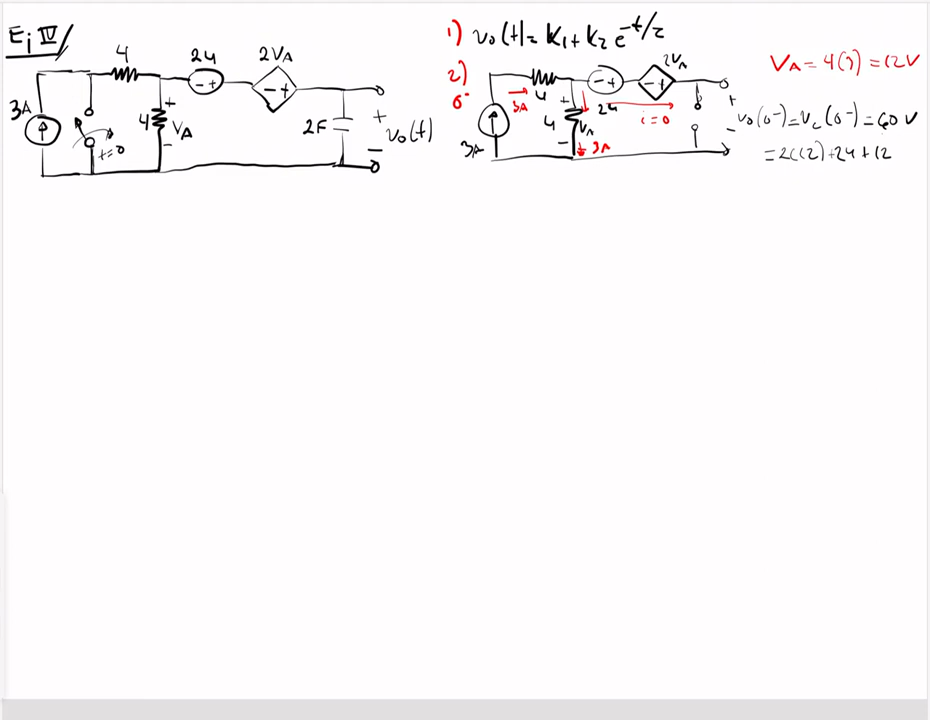 Ej IV/
4
24
2VA
3A
t=0
4
+
VA
-
- +
- +
2F
+
v₀(t)
-
1) v₀(t)= K₁ + K₂ e^-t/τ
2)
0⁻
3A
3A
4
4
+
VA
-
3A
- +
24
2VA
- +
i=0
+
-
VA = 4(3) = 12V
v₀(0-) = vc(0-) = 60 V
= 2(12) + 24 + 12